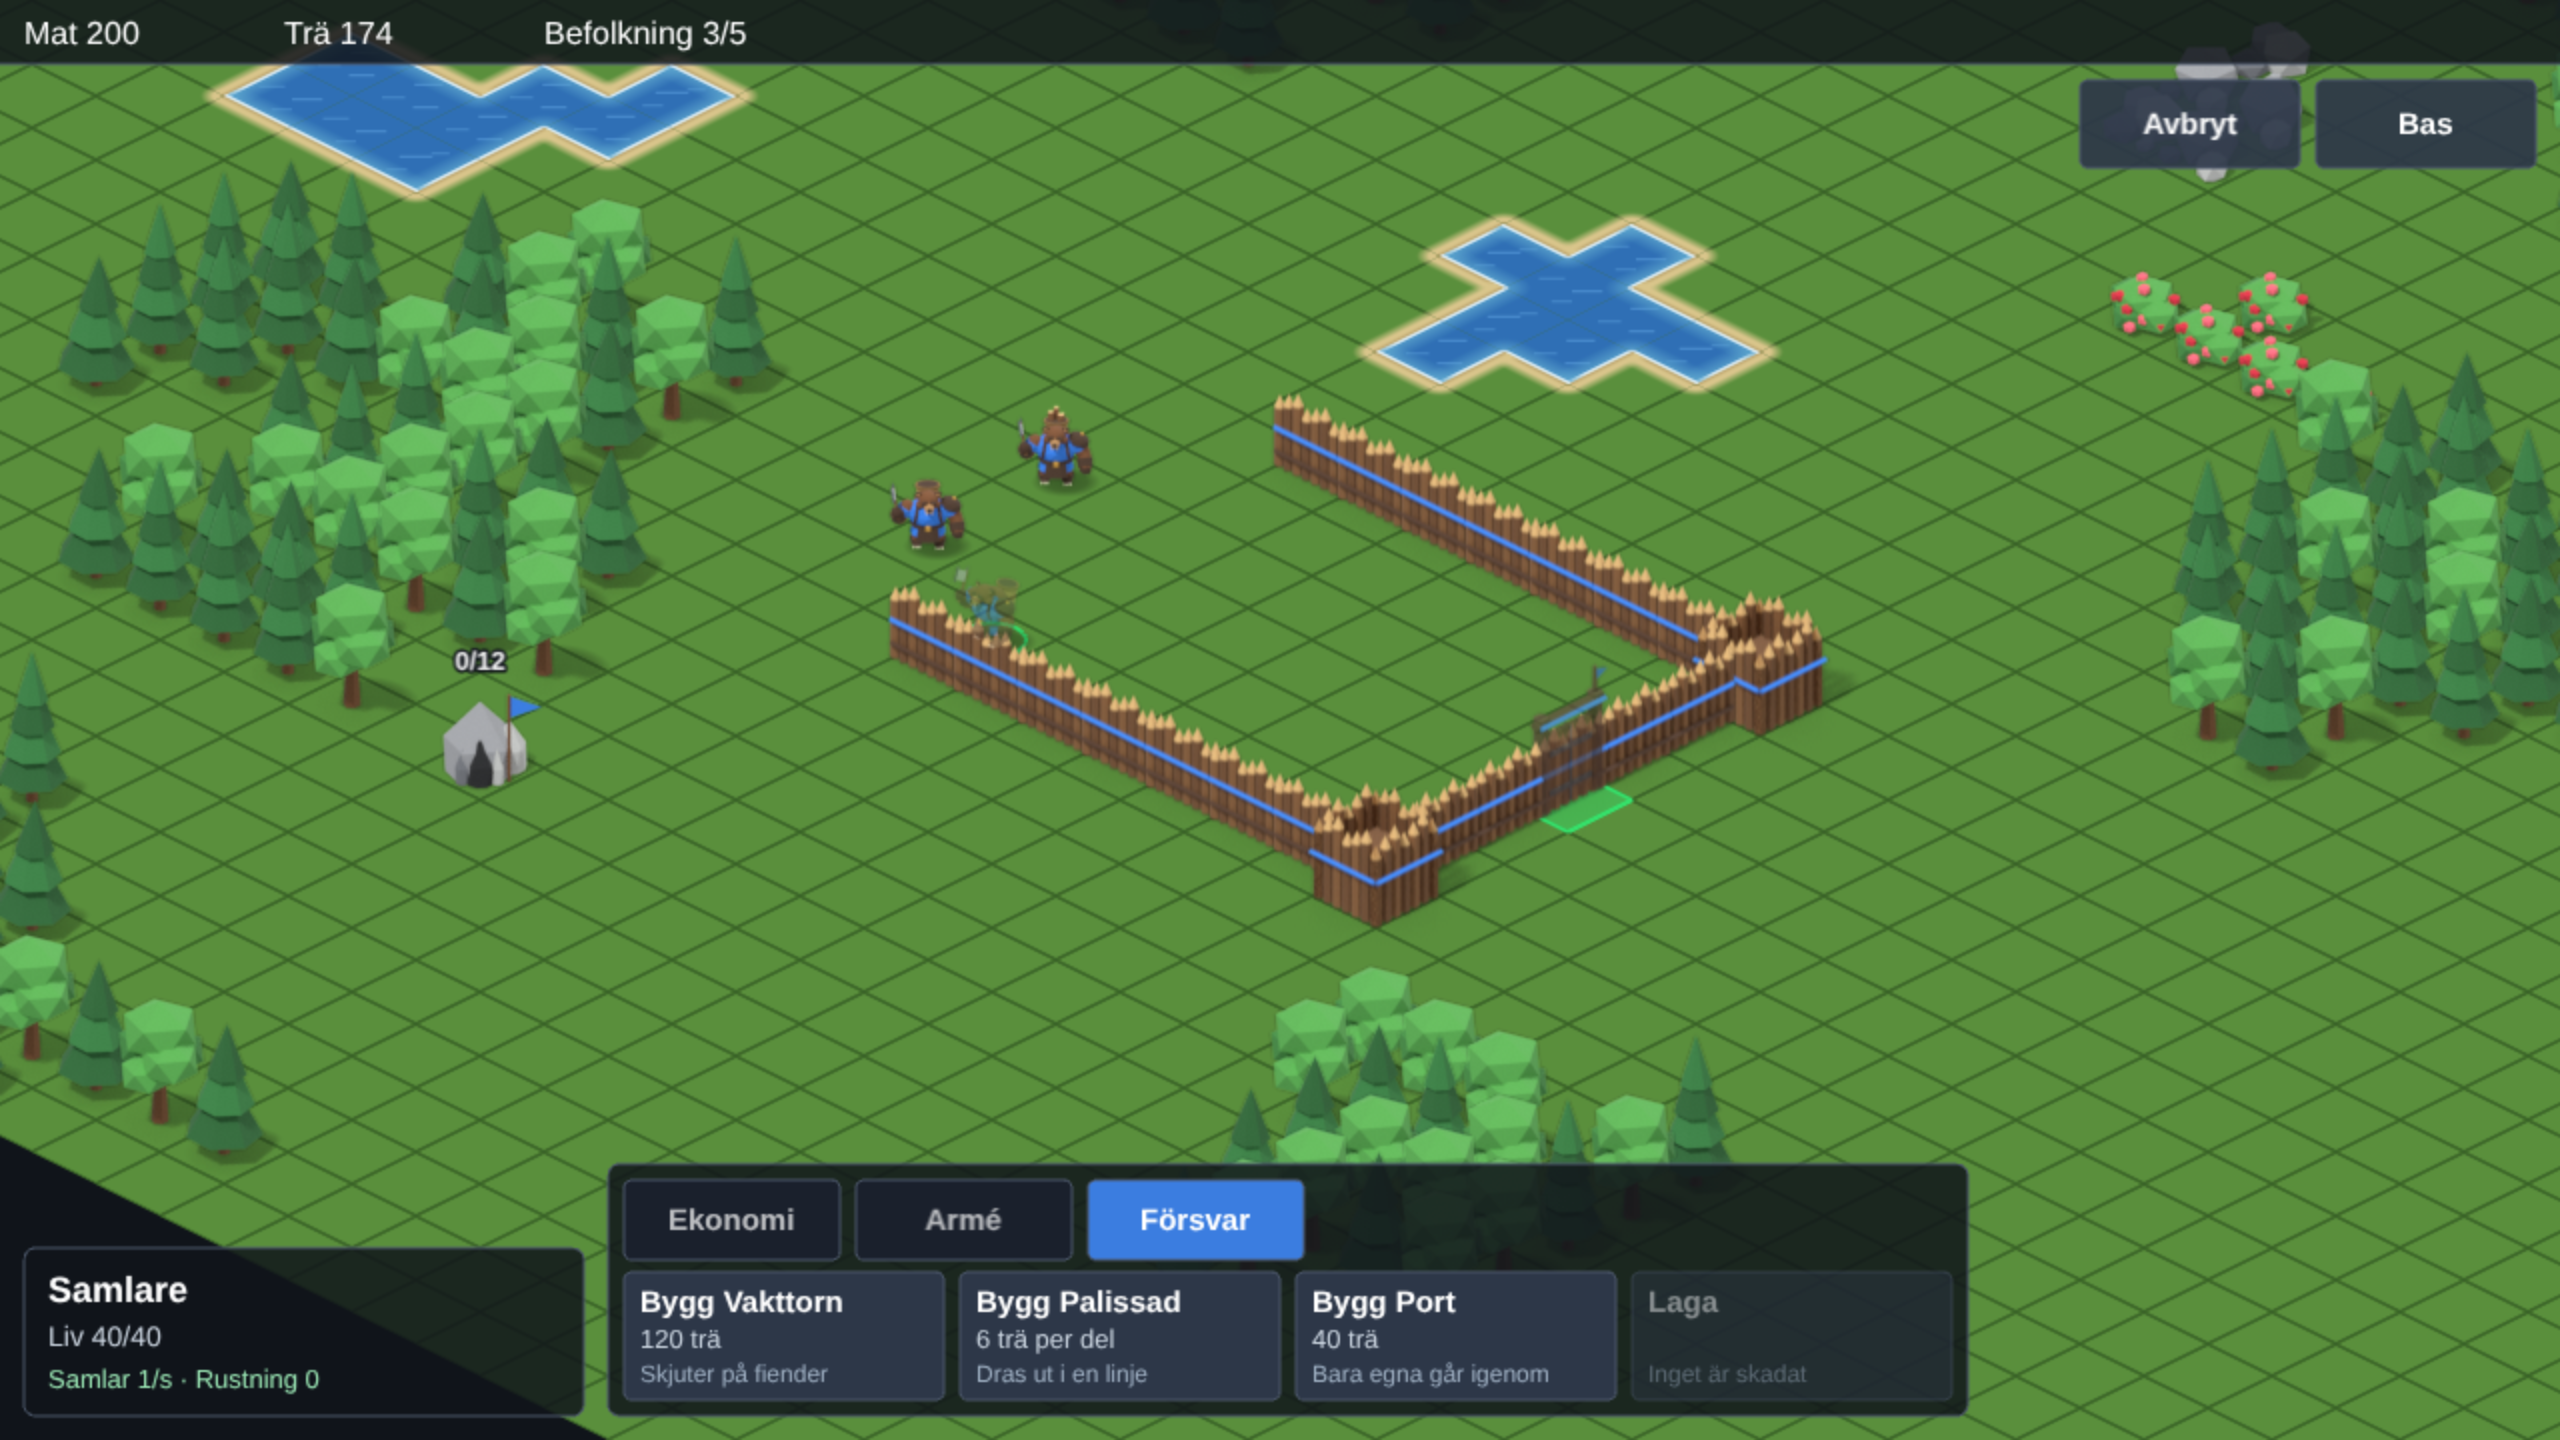 Mat 200
Trä 174
Befolkning 3/5
Avbryt
Bas
0/12
Samlare
Liv 40/40
Samlar 1/s · Rustning 0
Ekonomi
Armé
Försvar
Bygg Vakttorn
120 trä
Skjuter på fiender
Bygg Palissad
6 trä per del
Dras ut i en linje
Bygg Port
40 trä
Bara egna går igenom
Laga
Inget är skadat